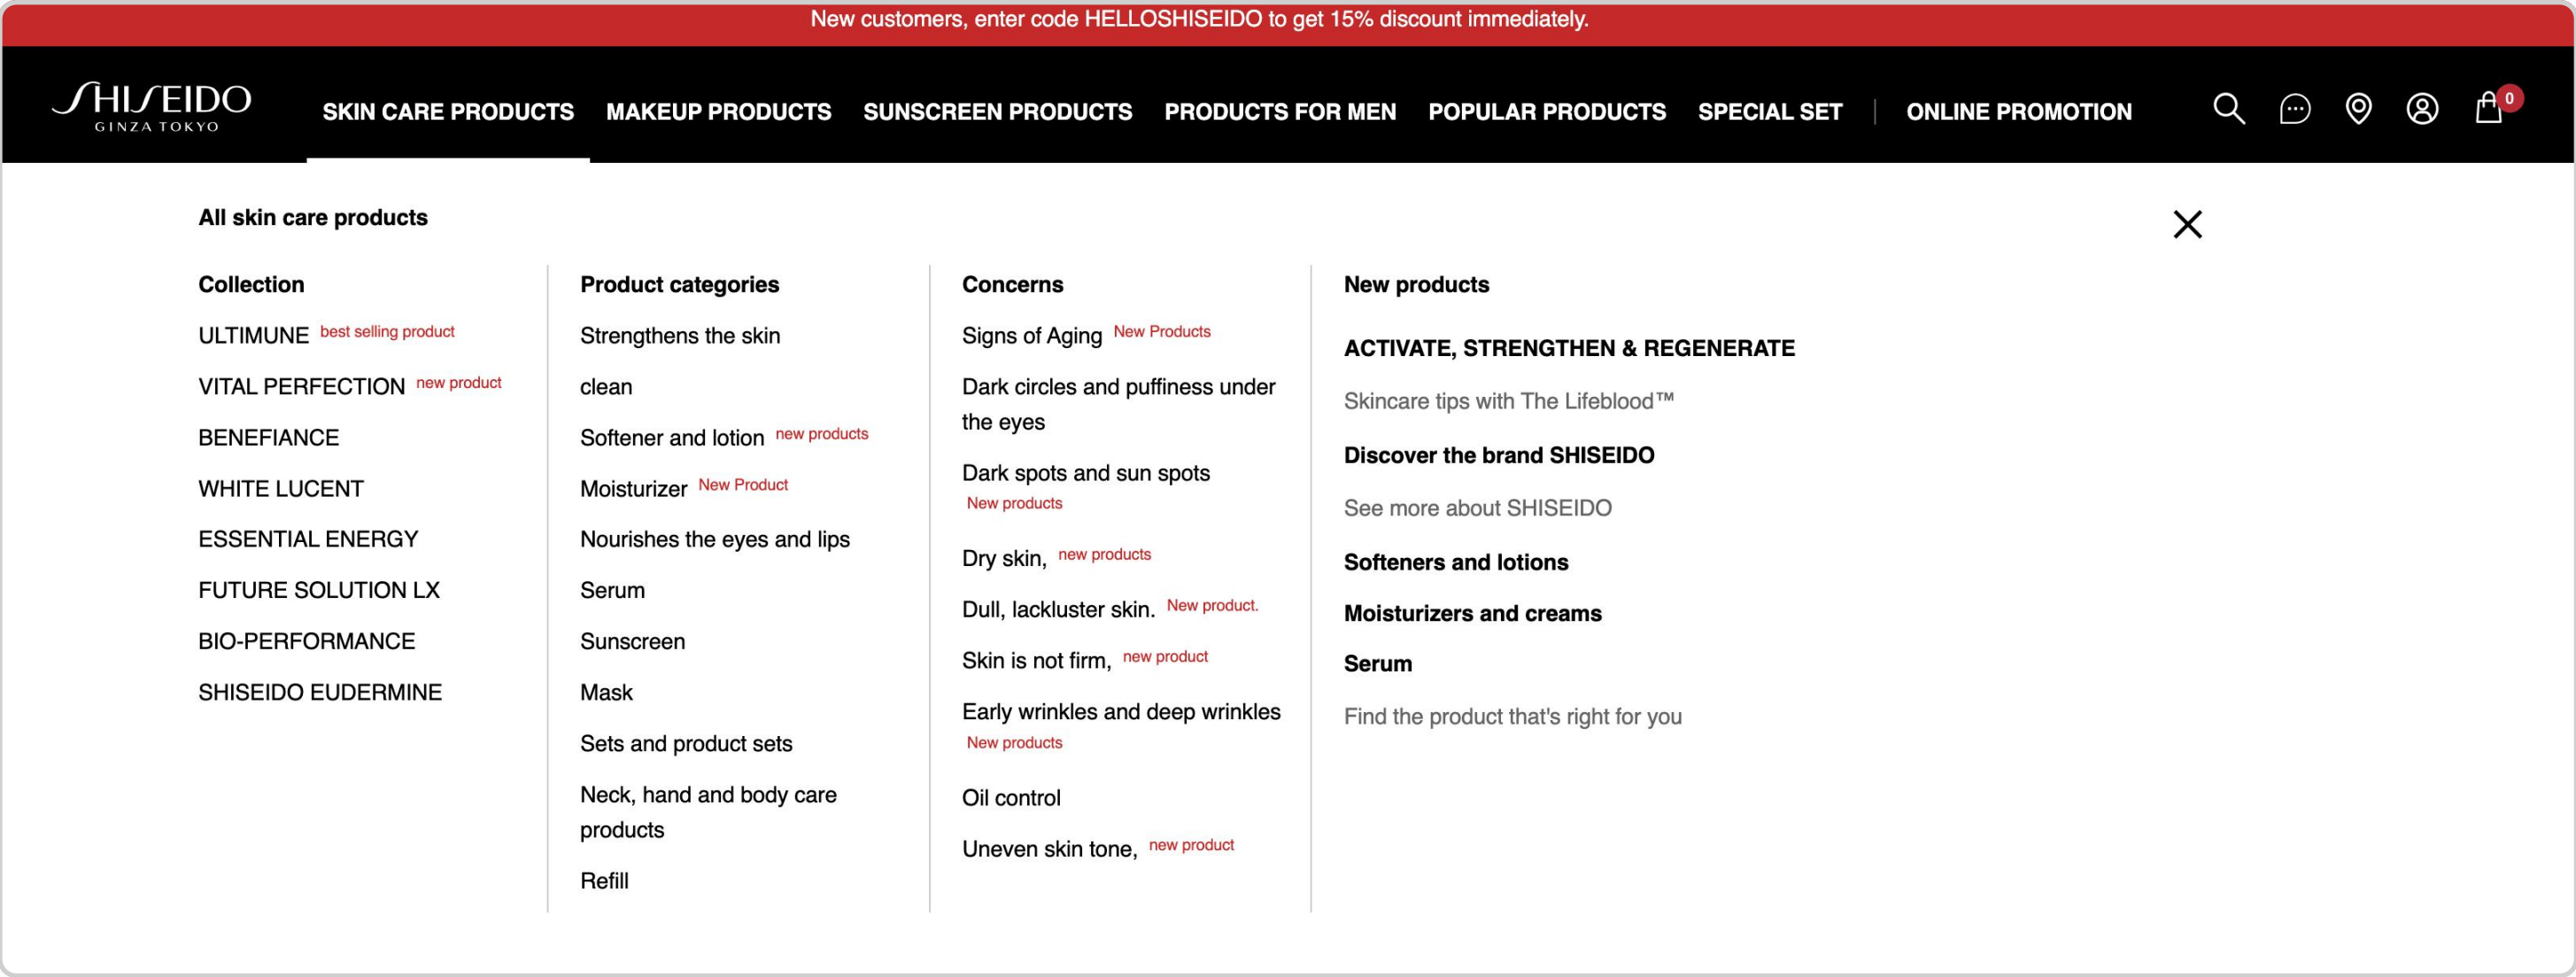 New customers, enter code HELLOSHISEIDO to get 15% discount immediately.
SHISEIDO
GINZA TOKYO
SKIN CARE PRODUCTS
MAKEUP PRODUCTS
SUNSCREEN PRODUCTS
PRODUCTS FOR MEN
POPULAR PRODUCTS
SPECIAL SET
ONLINE PROMOTION
0
All skin care products
Collection
ULTIMUNE best selling product
VITAL PERFECTION new product
BENEFIANCE
WHITE LUCENT
ESSENTIAL ENERGY
FUTURE SOLUTION LX
BIO-PERFORMANCE
SHISEIDO EUDERMINE
Product categories
Strengthens the skin
clean
Softener and lotion new products
Moisturizer New Product
Nourishes the eyes and lips
Serum
Sunscreen
Mask
Sets and product sets
Neck, hand and body care
products
Refill
Concerns
Signs of Aging New Products
Dark circles and puffiness under
the eyes
Dark spots and sun spots
New products
Dry skin, new products
Dull, lackluster skin. New product.
Skin is not firm, new product
Early wrinkles and deep wrinkles
New products
Oil control
Uneven skin tone, new product
New products
ACTIVATE, STRENGTHEN & REGENERATE
Skincare tips with The Lifeblood™
Discover the brand SHISEIDO
See more about SHISEIDO
Softeners and lotions
Moisturizers and creams
Serum
Find the product that's right for you